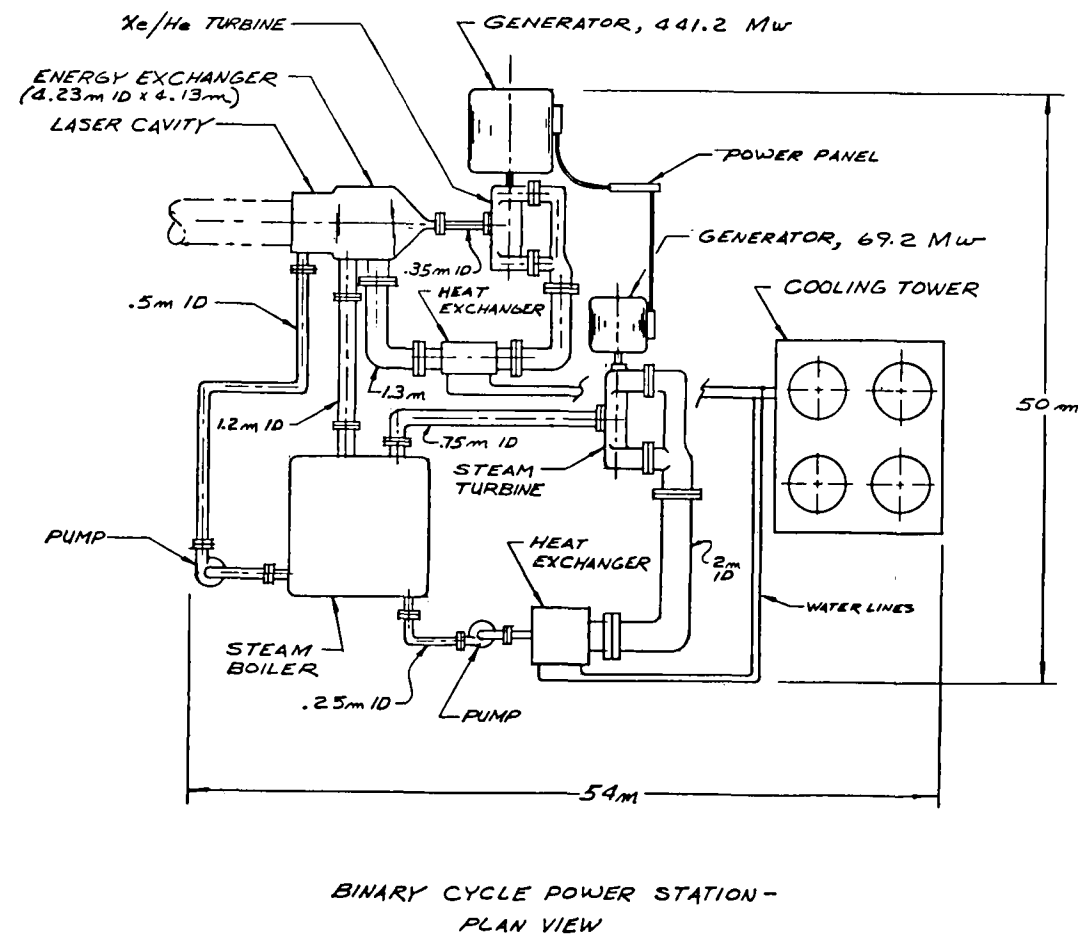 Xe/He TURBINE
GENERATOR, 441.2 MW
ENERGY EXCHANGER
(4.23m ID x 4.13m)
LASER CAVITY
POWER PANEL
GENERATOR, 69.2 MW
.35m ID
HEAT
EXCHANGER
COOLING TOWER
.5m ID
1.3m
50 m
1.2m ID
.75m ID
STEAM
TURBINE
PUMP
HEAT
EXCHANGER
2m
ID
WATER LINES
STEAM
BOILER
.25m ID
PUMP
54m
BINARY CYCLE POWER STATION –
PLAN VIEW